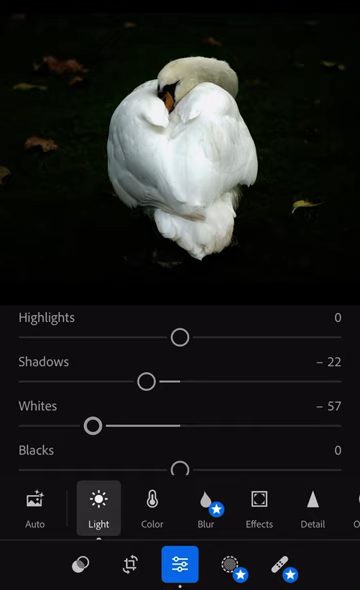 Highlights 0
Shadows – 22
Whites – 57
Blacks 0
Auto Light Color Blur Effects Detail